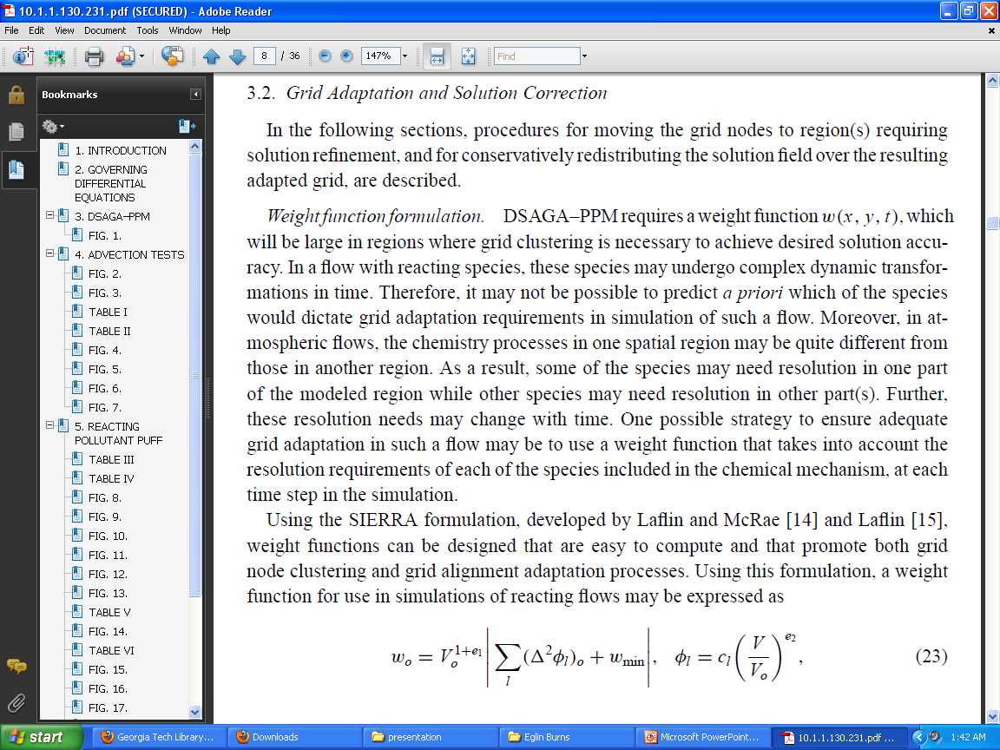 10.1.1.130.231.pdf (SECURED) - Adobe Reader
File Edit View Document Tools Window Help
8 / 36 147% Find
Bookmarks
1. INTRODUCTION
2. GOVERNING
DIFFERENTIAL
EQUATIONS
3. DSAGA–PPM
FIG. 1.
4. ADVECTION TESTS
FIG. 2.
FIG. 3.
TABLE I
TABLE II
FIG. 4.
FIG. 5.
FIG. 6.
FIG. 7.
5. REACTING
POLLUTANT PUFF
TABLE III
TABLE IV
FIG. 8.
FIG. 9.
FIG. 10.
FIG. 11.
FIG. 12.
FIG. 13.
TABLE V
FIG. 14.
TABLE VI
FIG. 15.
FIG. 16.
FIG. 17.
3.2. Grid Adaptation and Solution Correction
In the following sections, procedures for moving the grid nodes to region(s) requiring
solution refinement, and for conservatively redistributing the solution field over the resulting
adapted grid, are described.
Weight function formulation. DSAGA–PPM requires a weight function w(x, y, t), which
will be large in regions where grid clustering is necessary to achieve desired solution accu-
racy. In a flow with reacting species, these species may undergo complex dynamic transfor-
mations in time. Therefore, it may not be possible to predict a priori which of the species
would dictate grid adaptation requirements in simulation of such a flow. Moreover, in at-
mospheric flows, the chemistry processes in one spatial region may be quite different from
those in another region. As a result, some of the species may need resolution in one part
of the modeled region while other species may need resolution in other part(s). Further,
these resolution needs may change with time. One possible strategy to ensure adequate
grid adaptation in such a flow may be to use a weight function that takes into account the
resolution requirements of each of the species included in the chemical mechanism, at each
time step in the simulation.
Using the SIERRA formulation, developed by Laflin and McRae [14] and Laflin [15],
weight functions can be designed that are easy to compute and that promote both grid
node clustering and grid alignment adaptation processes. Using this formulation, a weight
function for use in simulations of reacting flows may be expressed as
w_o = V_o^{1+e_1} | ∑_l (Δ²φ_l)_o + w_min |, φ_l = c_l (V/V_o)^{e_2}, (23)
start Georgia Tech Library... Downloads presentation Eglin Burns Microsoft PowerPoint... 10.1.1.130.231.pdf ... 1:42 AM